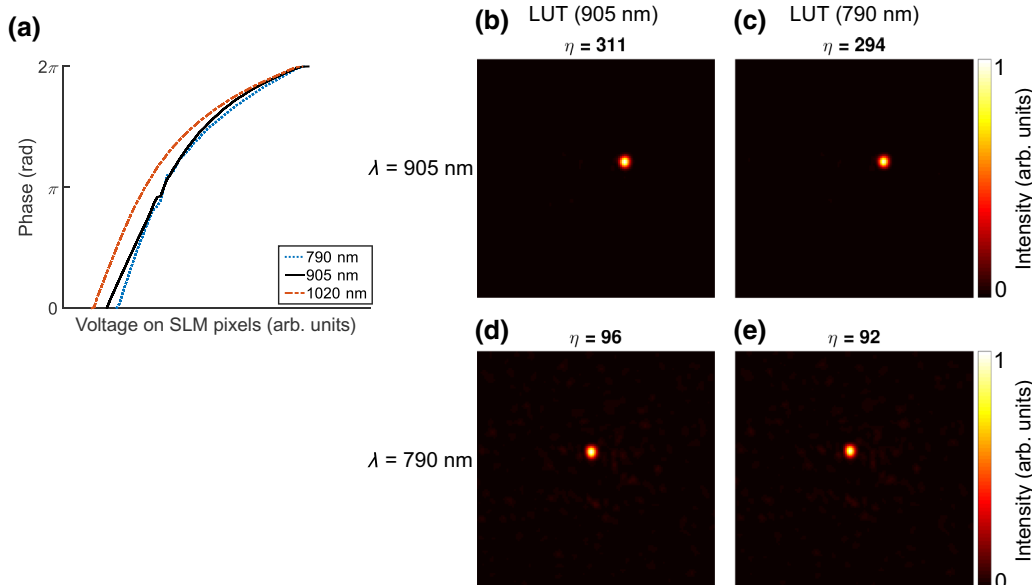 (a)
2π
π
0
Phase (rad)
Voltage on SLM pixels (arb. units)
790 nm
905 nm
1020 nm
(b)
LUT (905 nm)
η = 311
(c)
LUT (790 nm)
η = 294
λ = 905 nm
1
0
Intensity (arb. units)
(d)
η = 96
(e)
η = 92
λ = 790 nm
1
0
Intensity (arb. units)